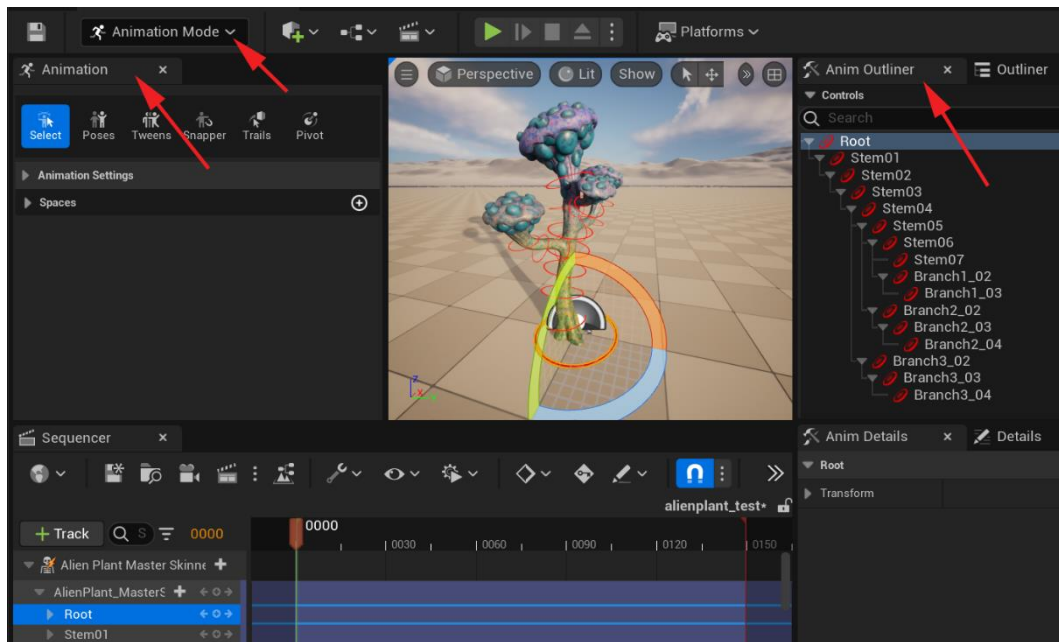 Animation Mode
Platforms
Animation
Perspective
Lit
Show
Anim Outliner
Outliner
Controls
Search
Select
Poses
Tweens
Snapper
Trails
Pivot
Animation Settings
Spaces
Root
Stem01
Stem02
Stem03
Stem04
Stem05
Stem06
Stem07
Branch1_02
Branch1_03
Branch2_02
Branch2_03
Branch2_04
Branch3_02
Branch3_03
Branch3_04
Z
X
Sequencer
Anim Details
Details
Root
Transform
alienplant_test*
Track
S
0000
0000
0030
0060
0090
0120
0150
Alien Plant Master Skinne
AlienPlant_MasterS
Root
Stem01